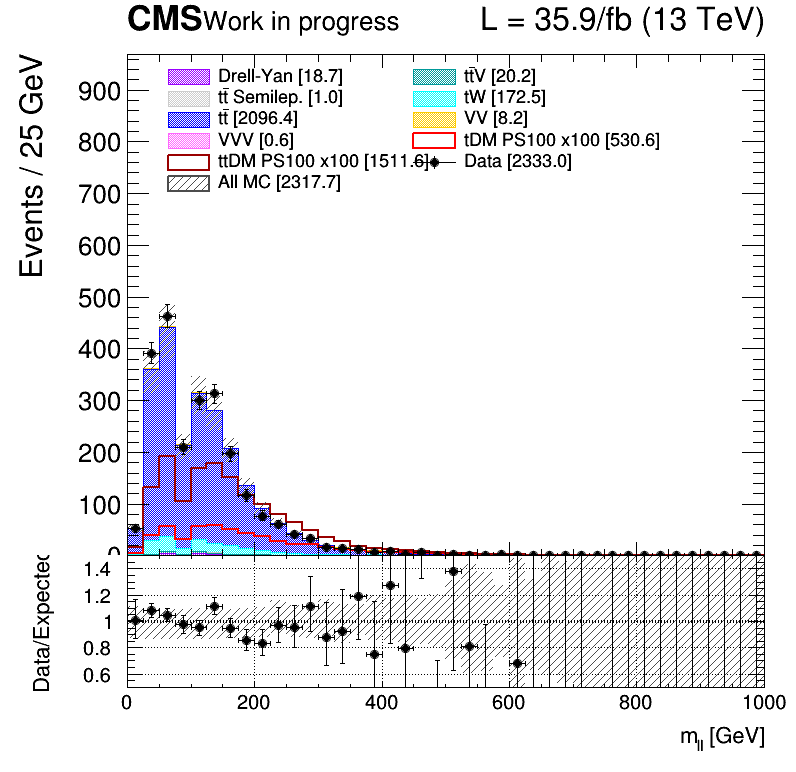 CMS Work in progress L = 35.9/fb (13 TeV)
Events / 25 GeV
900
800
700
600
500
400
300
200
100
0
Drell-Yan [18.7]
tt̄V [20.2]
tt̄ Semilep. [1.0]
tW [172.5]
tt̄ [2096.4]
VV [8.2]
VVV [0.6]
tDM PS100 x100 [530.6]
ttDM PS100 x100 [1511.6]
Data [2333.0]
All MC [2317.7]
Data/Expected
1.4
1.2
1
0.8
0.6
0 200 400 600 800 1000
m_ll [GeV]